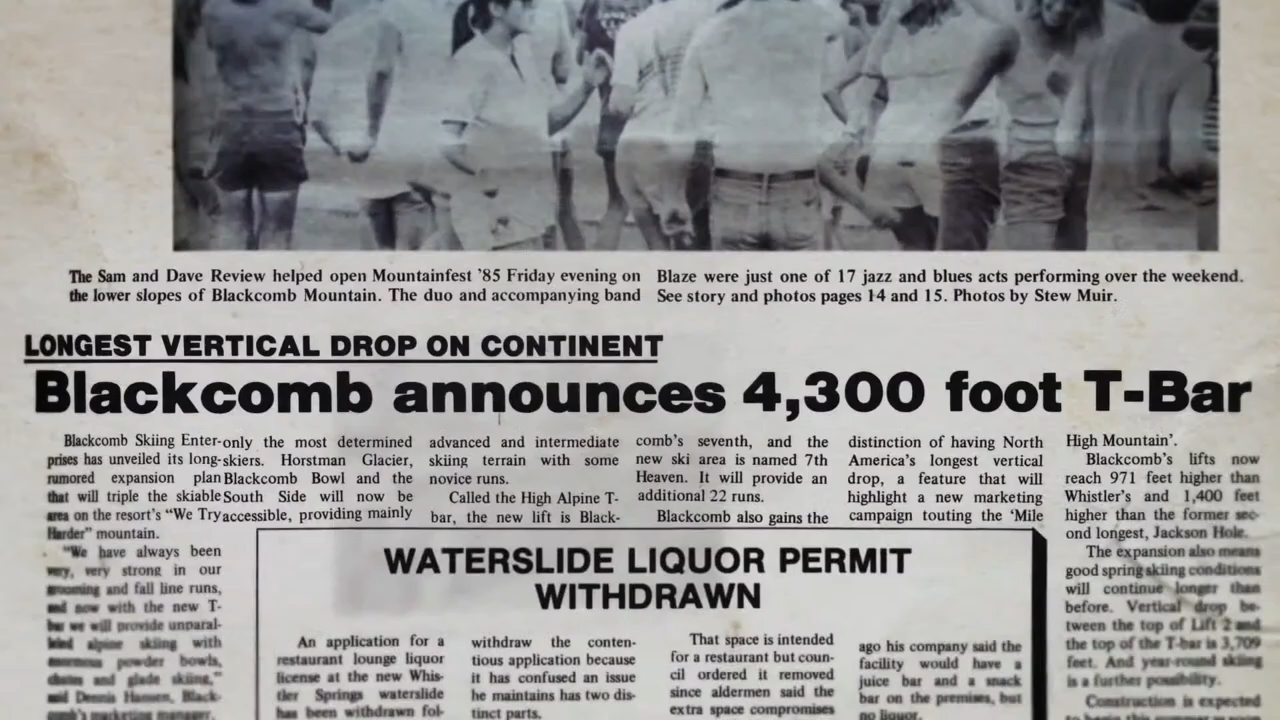 The Sam and Dave Review helped open Mountainfest '85 Friday evening on
the lower slopes of Blackcomb Mountain. The duo and accompanying band
Blaze were just one of 17 jazz and blues acts performing over the weekend.
See story and photos pages 14 and 15. Photos by Stew Muir.
LONGEST VERTICAL DROP ON CONTINENT
Blackcomb announces 4,300 foot T-Bar
Blackcomb Skiing Enter-
prises has unveiled its long-
rumored expansion plan
that will triple the skiable
area on the resort's "We Try
Harder" mountain.
"We have always been
very, very strong in our
grooming and fall line runs,
and now with the new T-
bar we will provide unparal-
leled alpine skiing with
enormous powder bowls,
chutes and glade skiing,"
said Dennis Hansen, Black-
comb's marketing manager.
only the most determined
skiers. Horstman Glacier,
Blackcomb Bowl and the
South Side will now be
accessible, providing mainly
advanced and intermediate
skiing terrain with some
novice runs.
Called the High Alpine T-
bar, the new lift is Black-
comb's seventh, and the
new ski area is named 7th
Heaven. It will provide an
additional 22 runs.
Blackcomb also gains the
distinction of having North
America's longest vertical
drop, a feature that will
highlight a new marketing
campaign touting the 'Mile
High Mountain'.
Blackcomb's lifts now
reach 971 feet higher than
Whistler's and 1,400 feet
higher than the former sec-
ond longest, Jackson Hole.
The expansion also means
good spring skiing conditions
will continue longer than
before. Vertical drop be-
tween the top of Lift 2 and
the top of the T-bar is 3,709
feet. And year-round skiing
is a further possibility.
Construction is expected
WATERSLIDE LIQUOR PERMIT
WITHDRAWN
An application for a
restaurant lounge liquor
license at the new Whis-
tler Springs waterslide
has been withdrawn fol-
withdraw the conten-
tious application because
it has confused an issue
he maintains has two dis-
tinct parts.
That space is intended
for a restaurant but coun-
cil ordered it removed
since aldermen said the
extra space compromises
ago his company said the
facility would have a
juice bar and a snack
bar on the premises, but
no liquor.